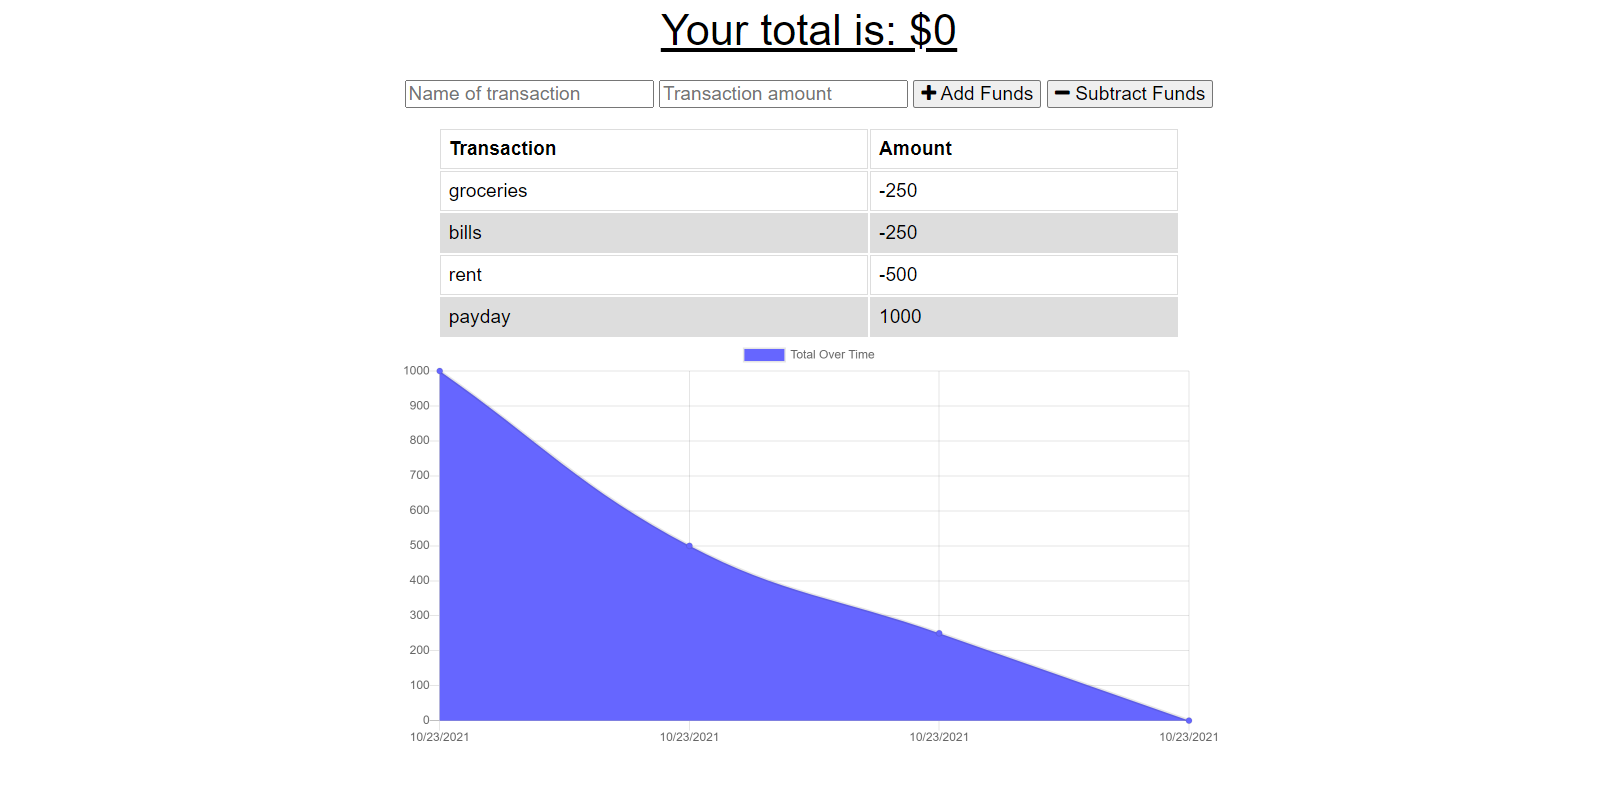 Your total is: $0
Name of transaction Transaction amount Add Funds Subtract Funds
Transaction Amount
groceries -250
bills -250
rent -500
payday 1000
Total Over Time
1000
900
800
700
600
500
400
300
200
100
0
10/23/2021 10/23/2021 10/23/2021 10/23/2021